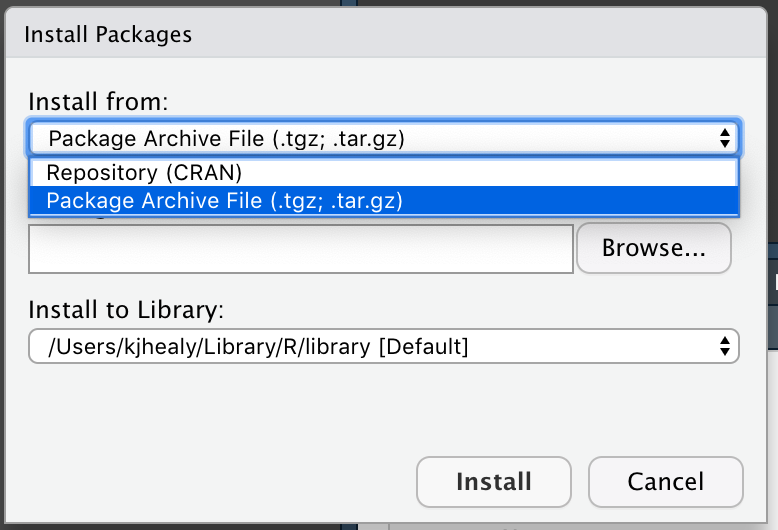 Install Packages
Install from:
Package Archive File (.tgz; .tar.gz)
Repository (CRAN)
Package Archive File (.tgz; .tar.gz)
Browse...
Install to Library:
/Users/kjhealy/Library/R/library [Default]
Install
Cancel